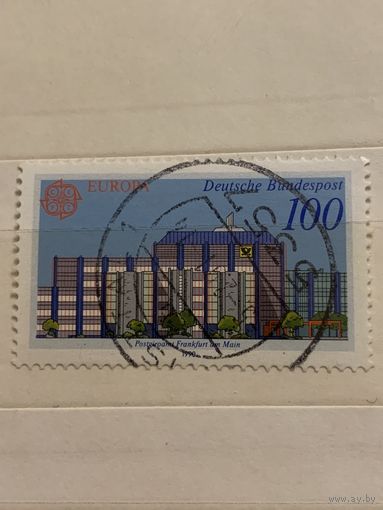 EUROPA Deutsche Bundespost
100
Postgiroamt Frankfurt am Main
1990
www.ay.by